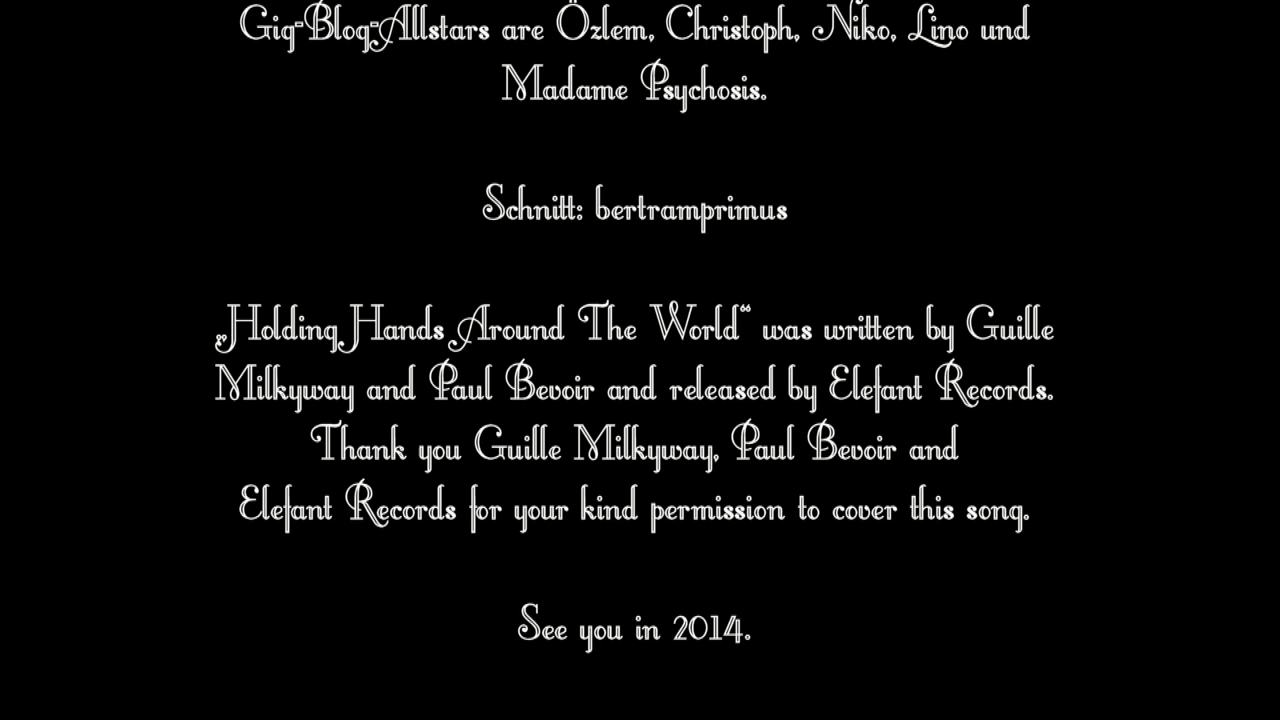 Gig-Blog-Allstars are Özlem, Christoph, Niko, Lino und
Madame Psychosis.
Schnitt: bertramprimus
„Holding Hands Around The World“ was written by Guille
Milkyway and Paul Bevoir and released by Elefant Records.
Thank you Guille Milkyway, Paul Bevoir and
Elefant Records for your kind permission to cover this song.
See you in 2014.